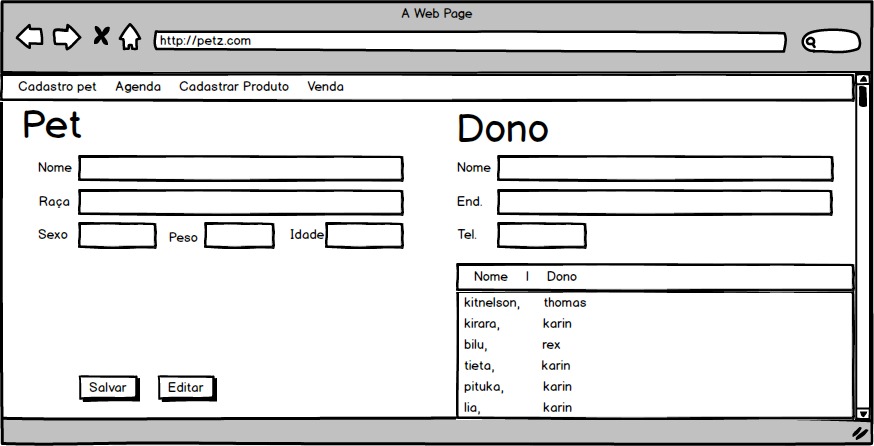 A Web Page
http://petz.com
Cadastro pet Agenda Cadastrar Produto Venda
Pet
Nome
Raça
Sexo Peso Idade
Salvar Editar
Dono
Nome
End.
Tel.
Nome | Dono
kitnelson, thomas
kirara, karin
bilu, rex
tieta, karin
pituka, karin
lia, karin